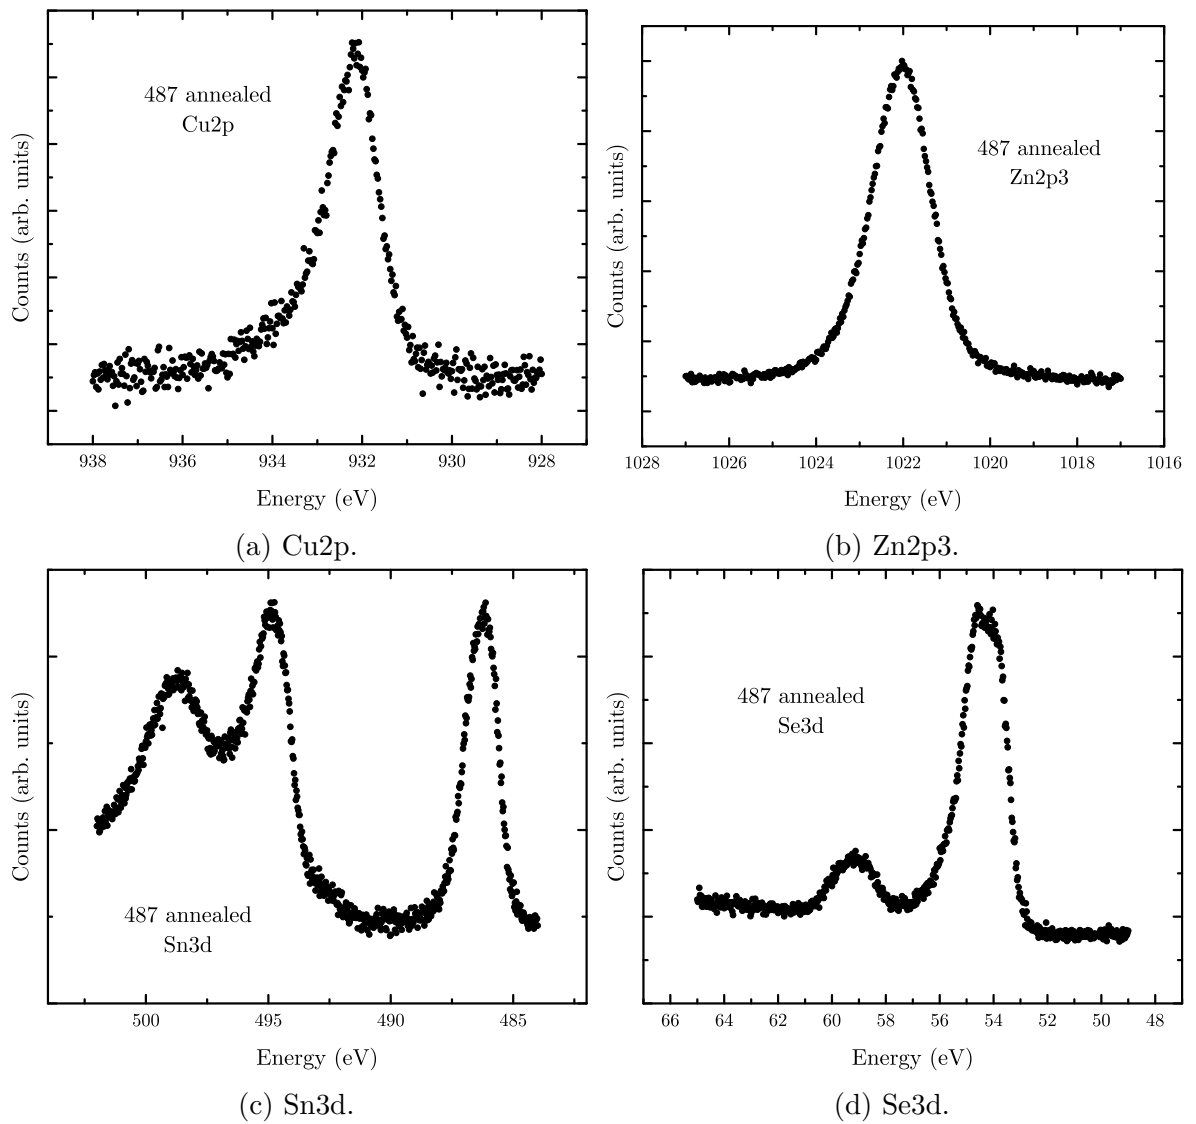 Counts (arb. units)
487 annealed
Cu2p
938 936 934 932 930 928
Energy (eV)
(a) Cu2p.
Counts (arb. units)
487 annealed
Zn2p3
1028 1026 1024 1022 1020 1018 1016
Energy (eV)
(b) Zn2p3.
Counts (arb. units)
487 annealed
Sn3d
500 495 490 485
Energy (eV)
(c) Sn3d.
Counts (arb. units)
487 annealed
Se3d
66 64 62 60 58 56 54 52 50 48
Energy (eV)
(d) Se3d.